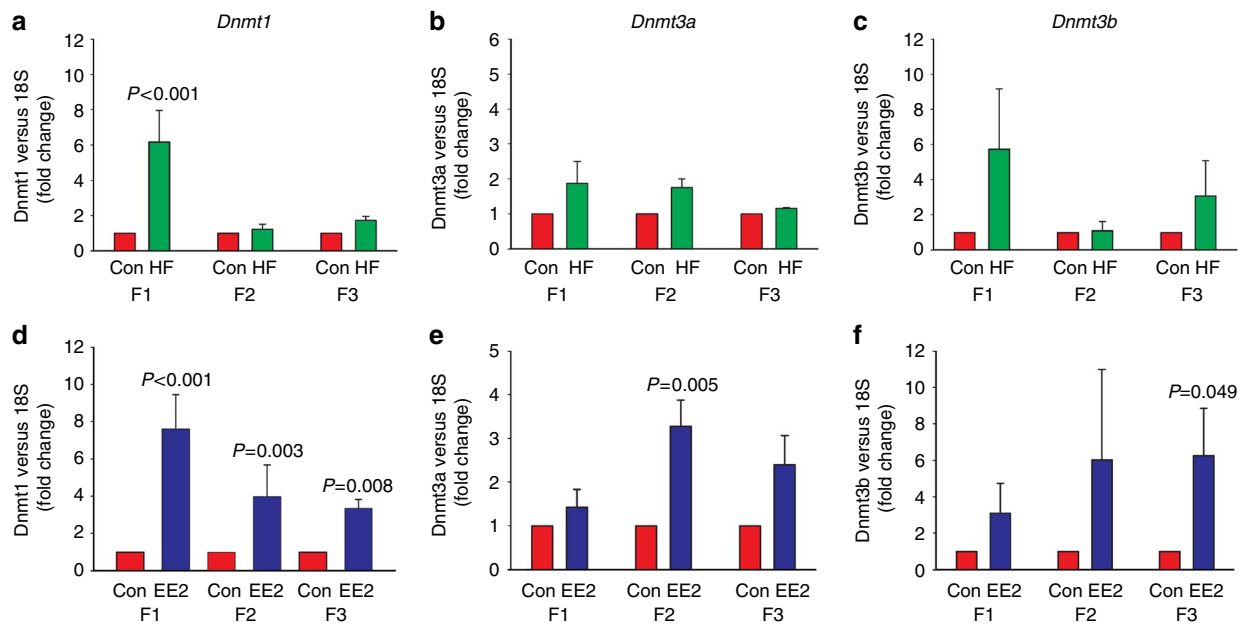 a
Dnmt1
Dnmt1 versus 18S
(fold change)
12
10
8
6
4
2
0
P<0.001
Con HF Con HF Con HF
F1 F2 F3
b
Dnmt3a
Dnmt3a versus 18S
(fold change)
6
5
4
3
2
1
0
Con HF Con HF Con HF
F1 F2 F3
c
Dnmt3b
Dnmt3b versus 18S
(fold change)
12
10
8
6
4
2
0
Con HF Con HF Con HF
F1 F2 F3
d
Dnmt1 versus 18S
(fold change)
12
10
8
6
4
2
0
P<0.001
P=0.003
P=0.008
Con EE2 Con EE2 Con EE2
F1 F2 F3
e
Dnmt3a versus 18S
(fold change)
5
4
3
2
1
0
P=0.005
Con EE2 Con EE2 Con EE2
F1 F2 F3
f
Dnmt3b versus 18S
(fold change)
12
10
8
6
4
2
0
P=0.049
Con EE2 Con EE2 Con EE2
F1 F2 F3